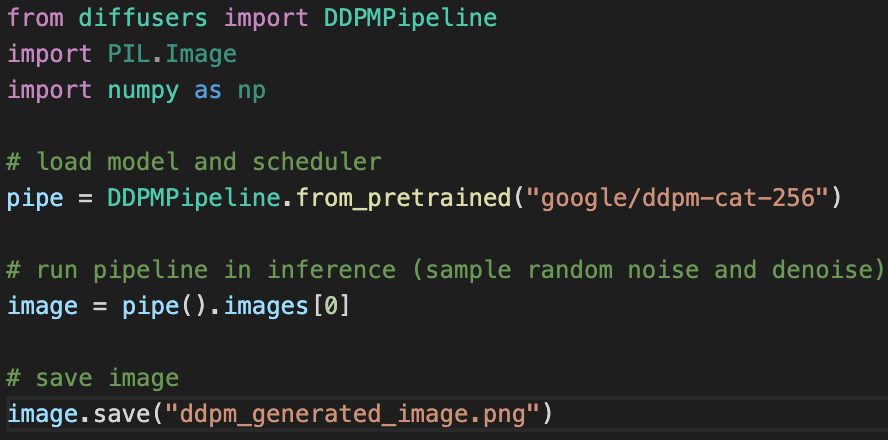 from diffusers import DDPMPipeline
import PIL.Image
import numpy as np
# load model and scheduler
pipe = DDPMPipeline.from_pretrained("google/ddpm-cat-256")
# run pipeline in inference (sample random noise and denoise)
image = pipe().images[0]
# save image
image.save("ddpm_generated_image.png")